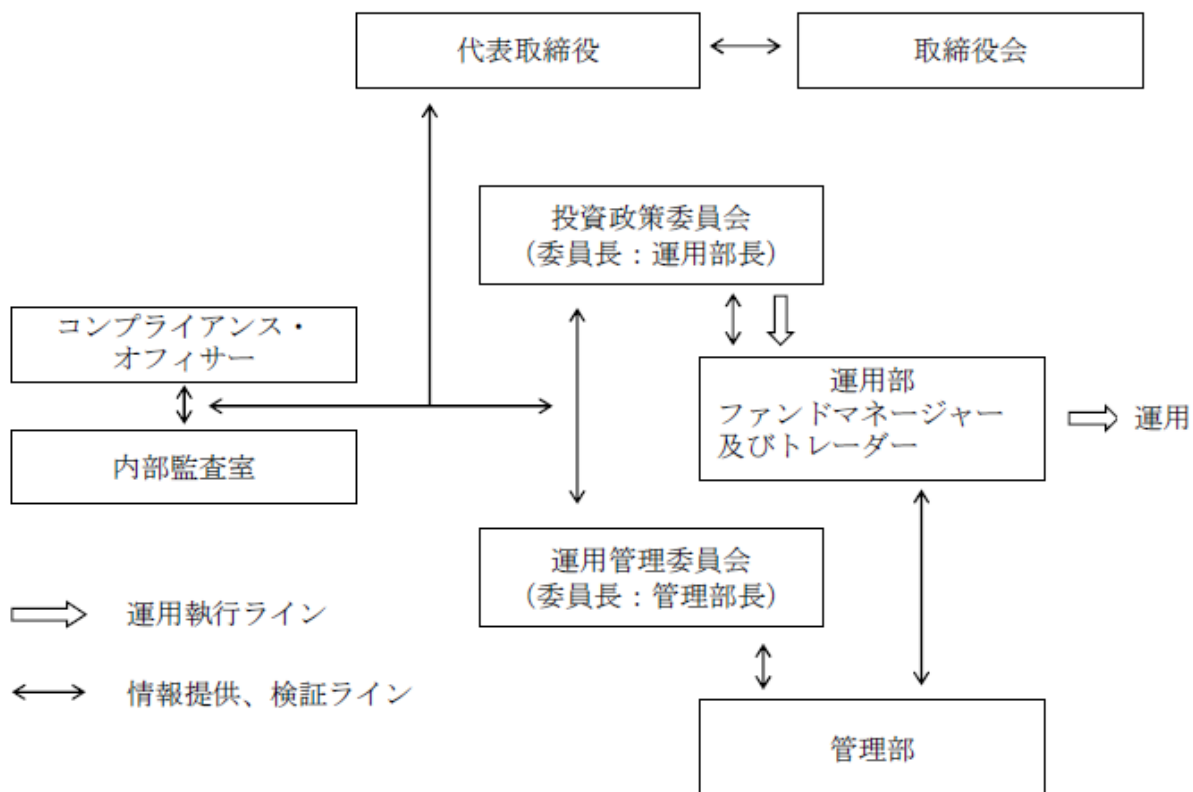 代表取締役
取締役会
投資政策委員会
（委員長：運用部長）
コンプライアンス・
オフィサー
運用部
ファンドマネージャー
及びトレーダー
運用
内部監査室
運用管理委員会
（委員長：管理部長）
運用執行ライン
情報提供、検証ライン
管理部